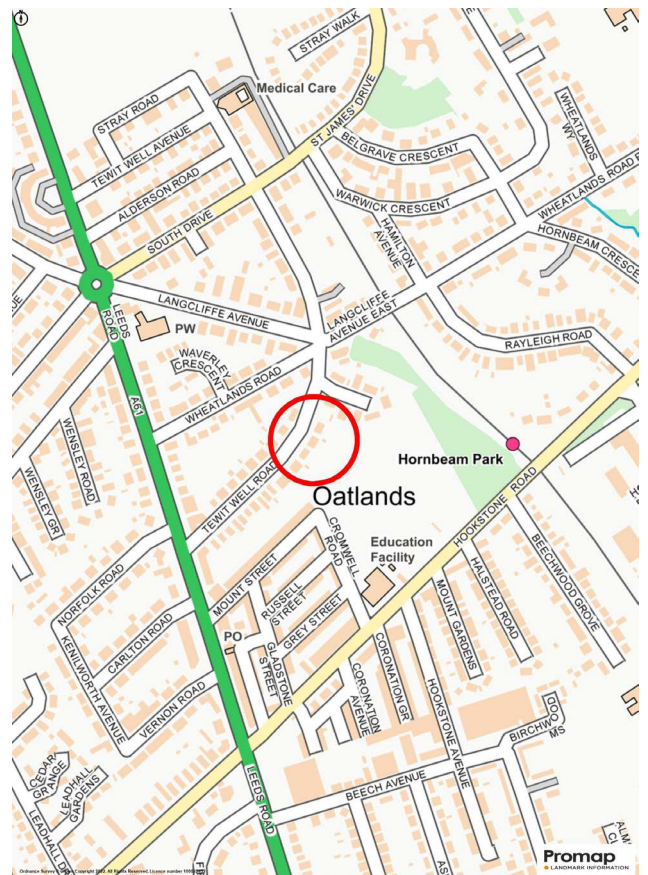 STRAY WALK
Medical Care
STRAY ROAD
ST JAMES' DRIVE
WHEATLANDS
WY
TEWIT WELL AVENUE
BELGRAVE CRESCENT
ALDERSON ROAD
WHEATLANDS ROAD E
WARWICK CRESCENT
SOUTH DRIVE
HAMILTON
AVENUE
HORNBEAM CRESCE
LANGCLIFFE AVENUE
LANGCLIFFE
AVENUE EAST
LEEDS
ROAD
PW
RAYLEIGH ROAD
WAVERLEY
CRESCENT
WHEATLANDS ROAD
A61
WENSLEY ROAD
WENSLEY GR
Hornbeam Park
TEWIT WELL ROAD
Oatlands
HOOKSTONE ROAD
CROMWELL
ROAD
Education
Facility
BEECHWOOD GROVE
NORFOLK ROAD
MOUNT STREET
RUSSELL
STREET
HALSTEAD ROAD
MOUNT GARDENS
GREY STREET
CARLTON ROAD
KENILWORTH AVENUE
PO
GLADSTONE
STREET
CORONATION GR
CORONATION
AVENUE
HOOKSTONE AVENUE
VERNON ROAD
BIRCHWOOD
MS
CEDAR
GRANGE
LEADHALL
GARDENS
LEADHALL D
LEEDS ROAD
BEECH AVENUE
Promap
LANDMARK INFORMATION